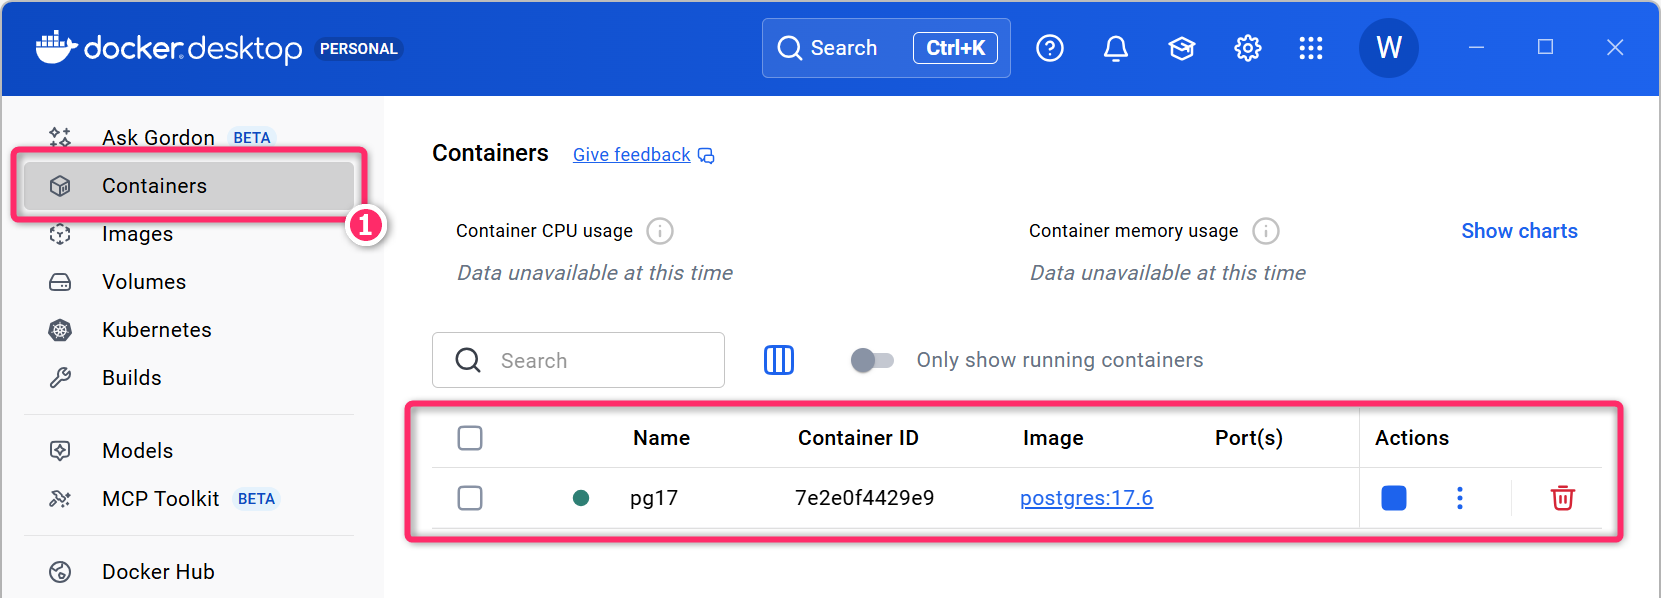 docker.desktop PERSONAL Search Ctrl+K W
Ask Gordon BETA
Containers
1
Images
Volumes
Kubernetes
Builds
Models
MCP Toolkit BETA
Docker Hub
Containers Give feedback
Container CPU usage
Data unavailable at this time
Container memory usage
Data unavailable at this time
Show charts
Search
Only show running containers
Name Container ID Image Port(s) Actions
pg17 7e2e0f4429e9 postgres:17.6